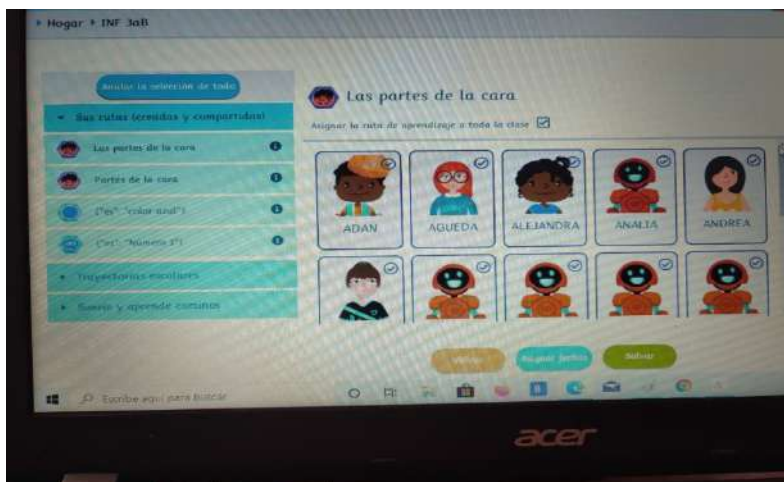 Hogar ▸ INF 3aB
Anular la selección de todo
Sus rutas (creadas y compartidas)
Las partes de la cara
Partes de la cara
{"es": "color azul"}
{"es": "Número 1"}
Trayectorias escolares
Sueña y aprende caminos
Las partes de la cara
Asignar la ruta de aprendizaje a toda la clase
ADAN
AGUEDA
ALEJANDRA
ANALIA
ANDREA
Volver
Asignar fechas
Salvar
Escribe aquí para buscar
acer